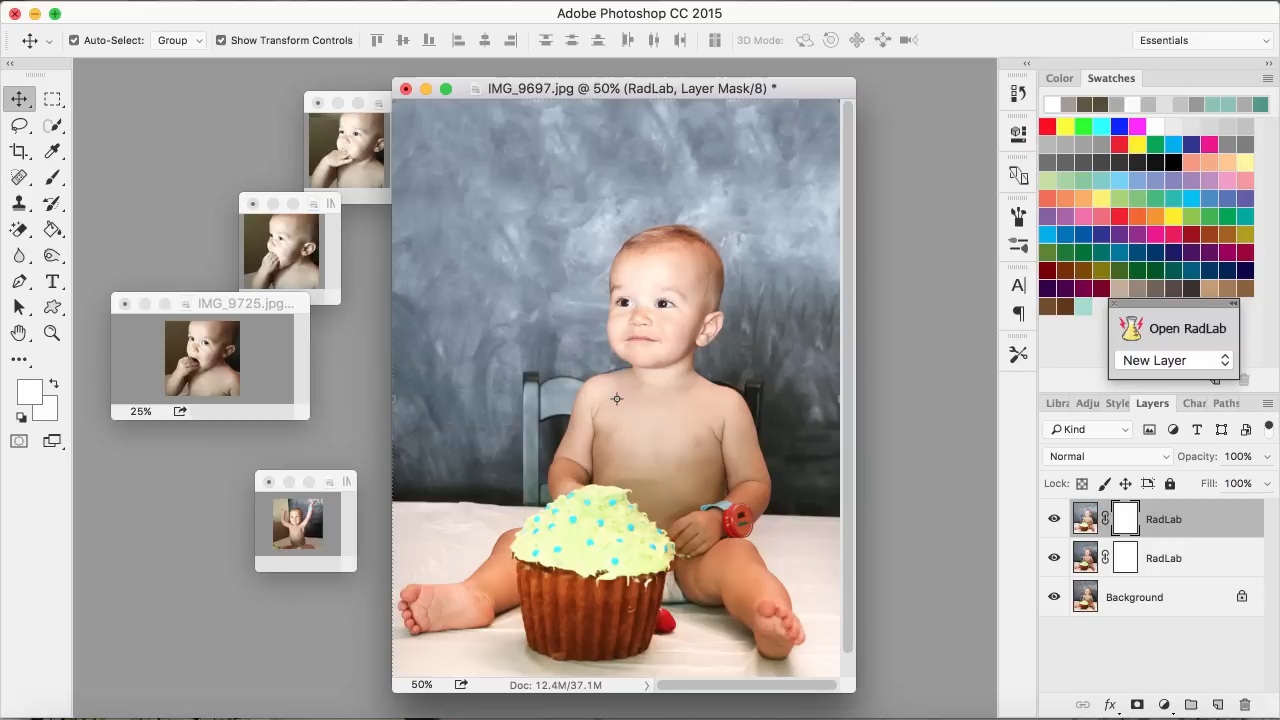 Adobe Photoshop CC 2015
Auto-Select: Group Show Transform Controls 3D Mode: Essentials
IMG_9697.jpg @ 50% (RadLab, Layer Mask/8) *
Color Swatches
IMG_9725.jpg...
25%
Open RadLab
New Layer
Libra Adju Style Layers Char Paths
Kind
Normal Opacity: 100%
Lock: Fill: 100%
RadLab
RadLab
Background
50% Doc: 12.4M/37.1M
fx